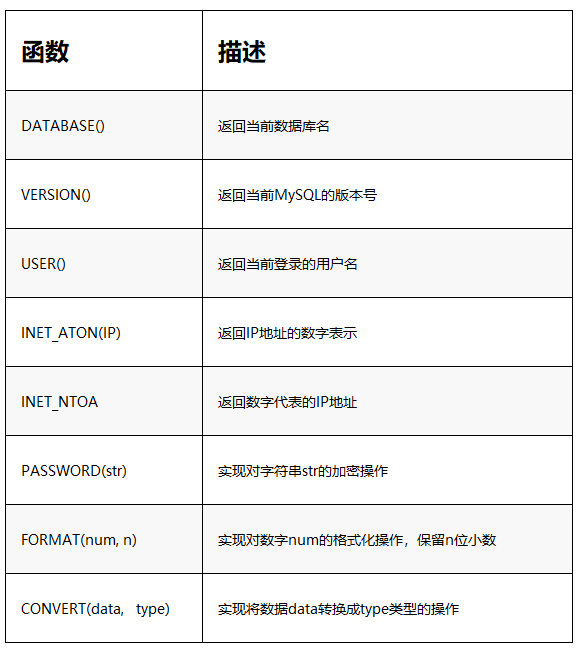 函数 描述
DATABASE() 返回当前数据库名
VERSION() 返回当前MySQL的版本号
USER() 返回当前登录的用户名
INET_ATON(IP) 返回IP地址的数字表示
INET_NTOA 返回数字代表的IP地址
PASSWORD(str) 实现对字符串str的加密操作
FORMAT(num, n) 实现对数字num的格式化操作，保留n位小数
CONVERT(data, type) 实现将数据data转换成type类型的操作